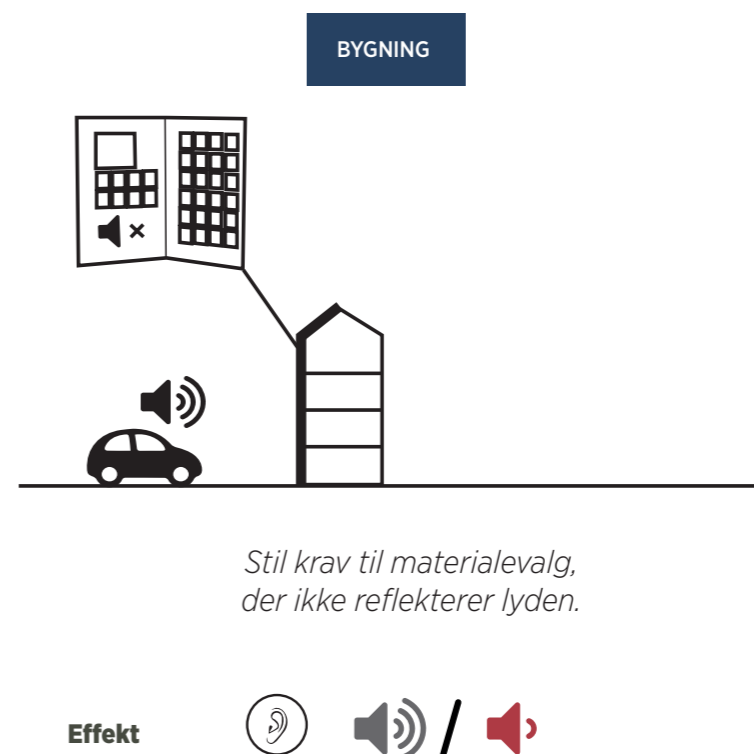 BYGNING
Stil krav til materialevalg,
der ikke reflekterer lyden.
Effekt